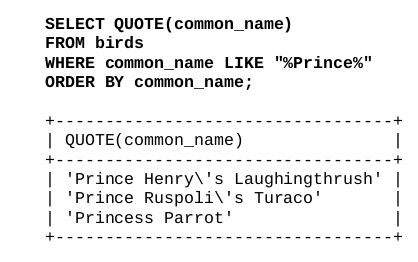 SELECT QUOTE(common_name)
FROM birds
WHERE common_name LIKE "%Prince%"
ORDER BY common_name;
+----------------------------------+
| QUOTE(common_name)               |
+----------------------------------+
| 'Prince Henry\'s Laughingthrush' |
| 'Prince Ruspoli\'s Turaco'       |
| 'Princess Parrot'                |
+----------------------------------+